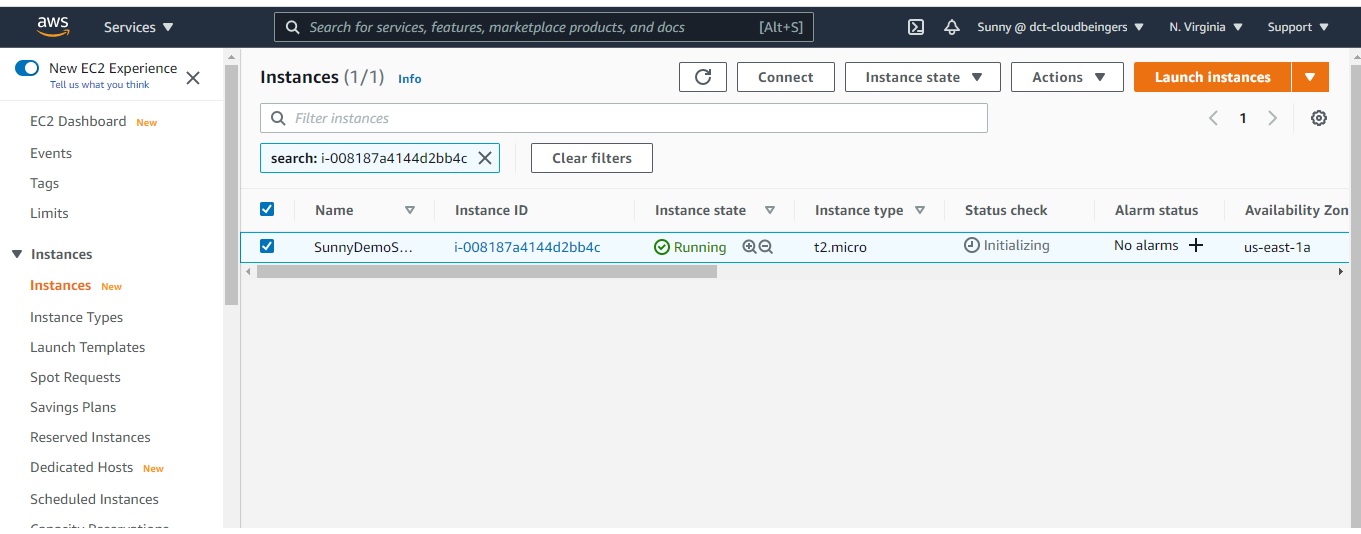 aws
Services
Search for services, features, marketplace products, and docs [Alt+S]
Sunny @ dct-cloudbeingers
N. Virginia
Support
New EC2 Experience
Tell us what you think
EC2 Dashboard New
Events
Tags
Limits
Instances
Instances New
Instance Types
Launch Templates
Spot Requests
Savings Plans
Reserved Instances
Dedicated Hosts New
Scheduled Instances
Capacity Reservations
Instances (1/1) Info
Connect
Instance state
Actions
Launch instances
Filter instances
1
search: i-008187a4144d2bb4c
Clear filters
Name Instance ID Instance state Instance type Status check Alarm status Availability Zon
SunnyDemoS... i-008187a4144d2bb4c Running t2.micro Initializing No alarms + us-east-1a